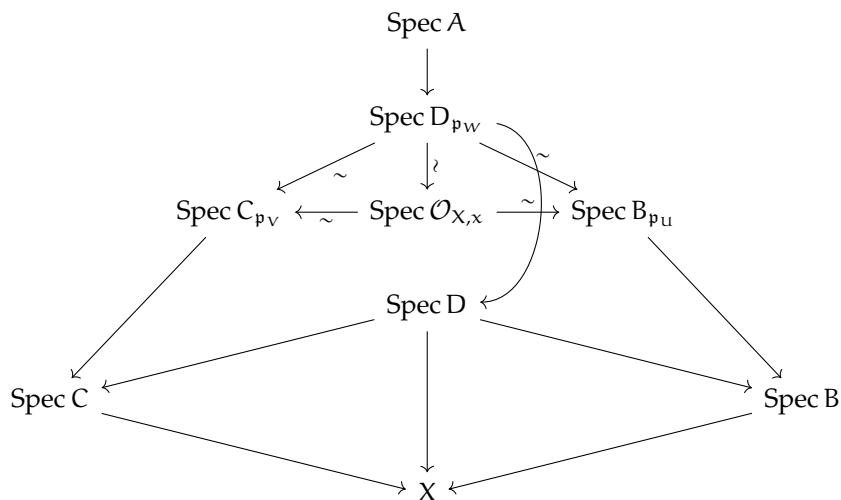 Spec A
Spec D_{𝔭_W}
∼ ∼ ∼
Spec C_{𝔭_V} ∼ Spec 𝒪_{X,x} ∼ Spec B_{𝔭_U}
Spec D
Spec C Spec B
X